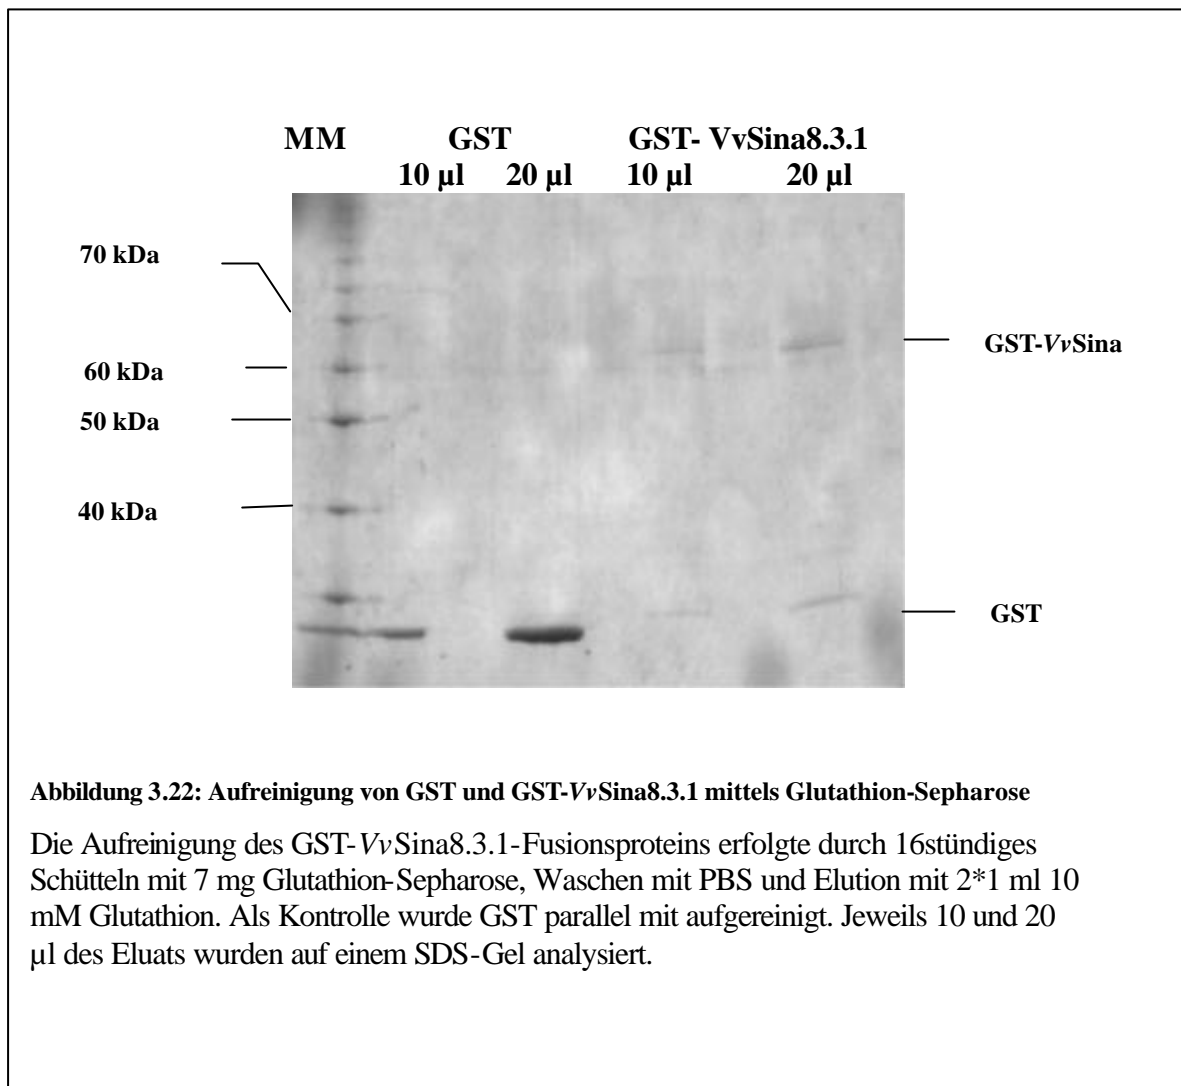 MM GST GST- VvSina8.3.1
10 µl 20 µl 10 µl 20 µl
70 kDa
GST-VvSina
60 kDa
50 kDa
40 kDa
GST
Abbildung 3.22: Aufreinigung von GST und GST-VvSina8.3.1 mittels Glutathion-Sepharose
Die Aufreinigung des GST-VvSina8.3.1-Fusionsproteins erfolgte durch 16stündiges
Schütteln mit 7 mg Glutathion-Sepharose, Waschen mit PBS und Elution mit 2*1 ml 10
mM Glutathion. Als Kontrolle wurde GST parallel mit aufgereinigt. Jeweils 10 und 20
µl des Eluats wurden auf einem SDS-Gel analysiert.